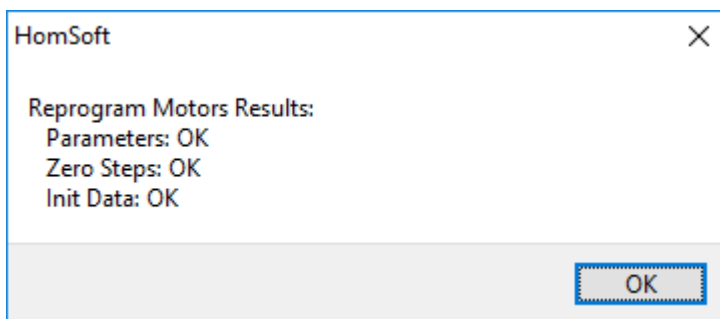 HomSoft
Reprogram Motors Results:
Parameters: OK
Zero Steps: OK
Init Data: OK
OK